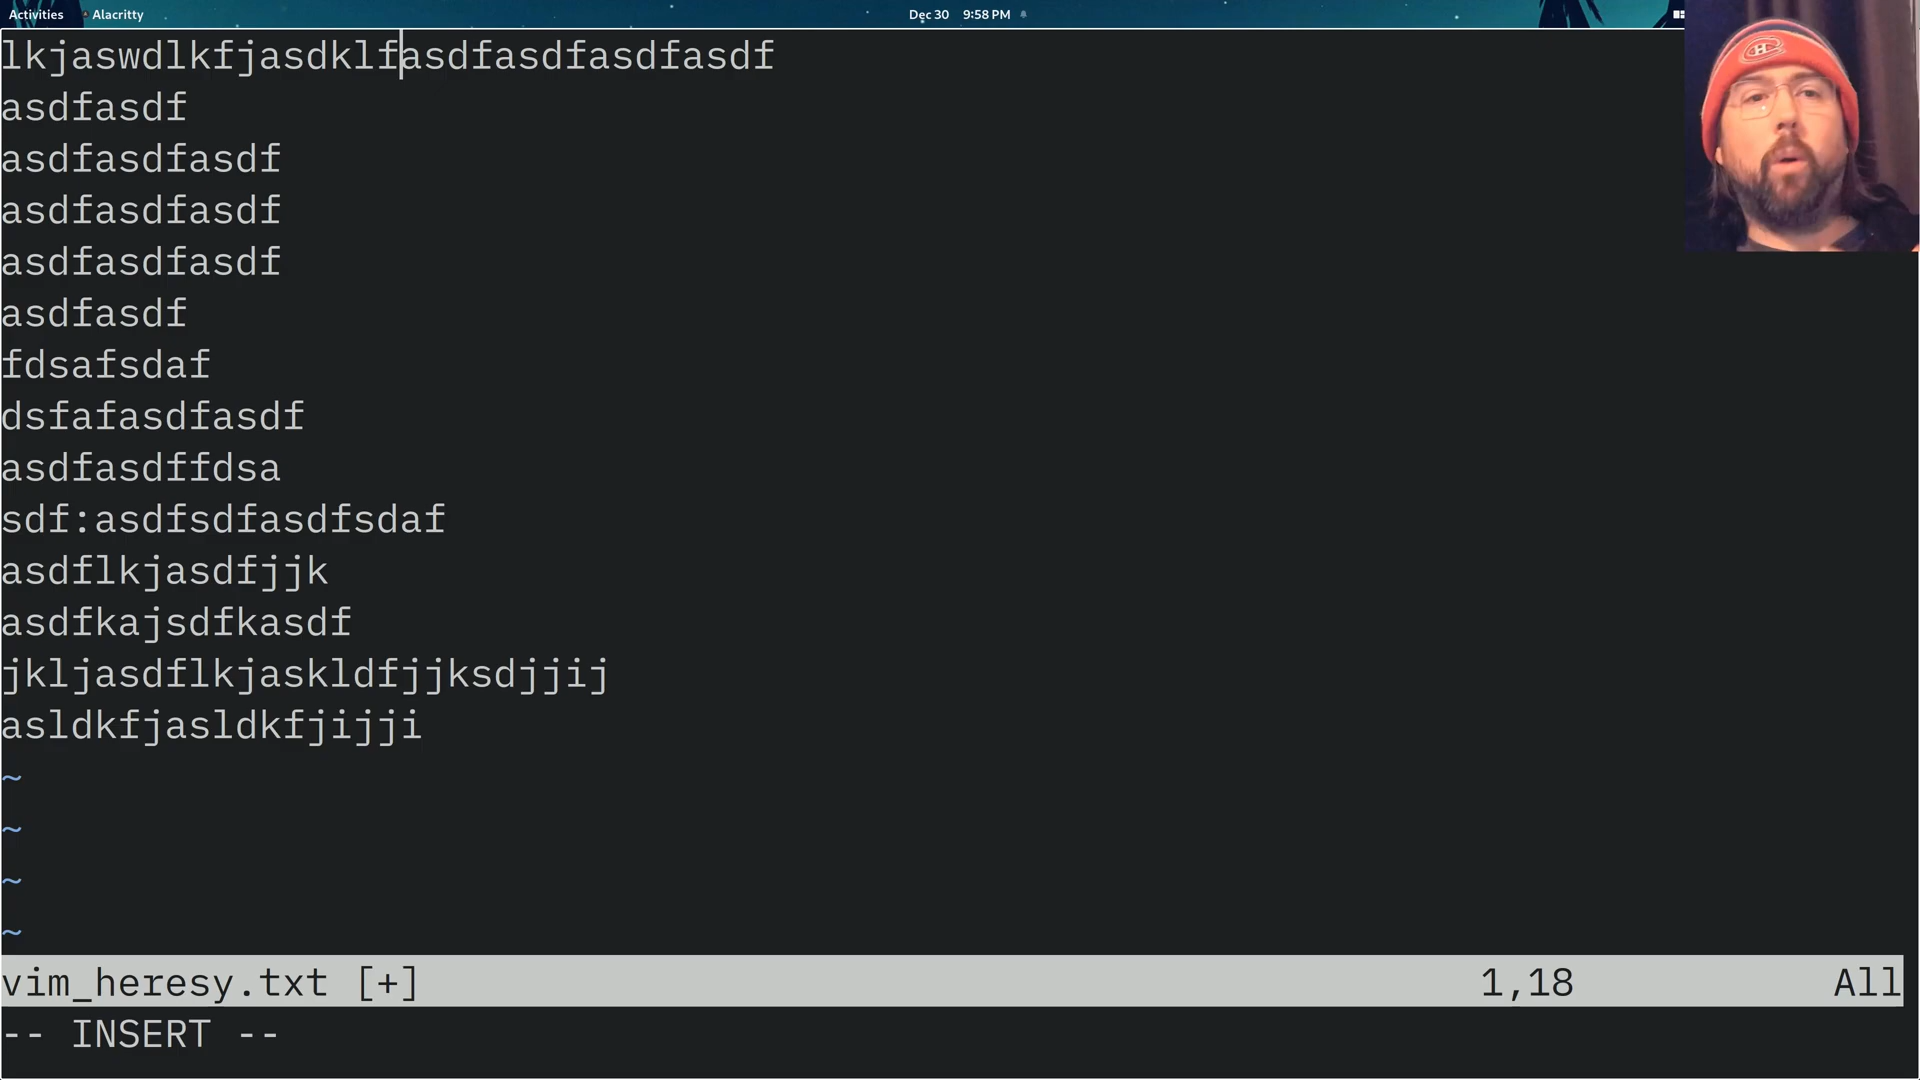 Activities Alacritty Dec 30 9:58 PM
lkjaswdlkfjasdklfasdfasdfasdfasdf
asdfasdf
asdfasdfasdf
asdfasdfasdf
asdfasdfasdf
asdfasdf
fdsafsdaf
dsfafasdfasdf
asdfasdffdsa
sdf:asdfsdfasdfsdaf
asdflkjasdfjjk
asdfkajsdfkasdf
jkljasdflkjaskldfjjksdjjij
asldkfjasldkfjijji
~
~
~
~
vim_heresy.txt [+] 1,18 All
-- INSERT --